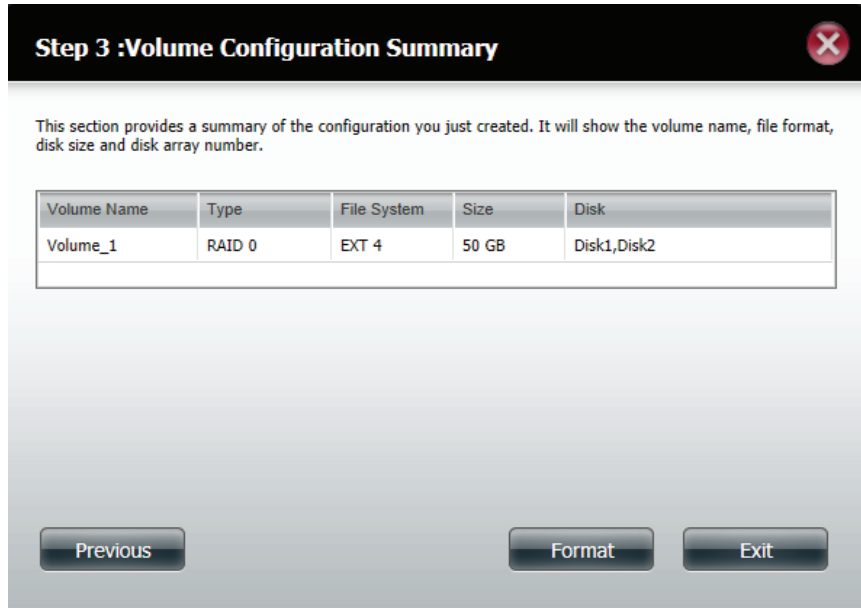 Step 3 :Volume Configuration Summary
This section provides a summary of the configuration you just created. It will show the volume name, file format,
disk size and disk array number.
Volume Name Type File System Size Disk
Volume_1 RAID 0 EXT 4 50 GB Disk1,Disk2
Previous Format Exit